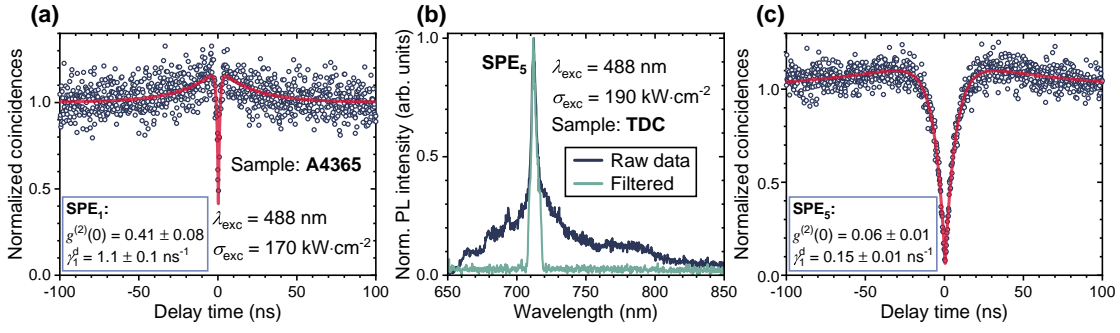 (a)
Normalized coincidences
1.0
0.5
0.0
-100
-50
0
50
100
Delay time (ns)
Sample: A4365
λexc = 488 nm
σexc = 170 kW·cm-2
SPE1:
g(2)(0) = 0.41 ± 0.08
γ1d = 1.1 ± 0.1 ns-1
(b)
Norm. PL intensity (arb. units)
1.0
0.5
0.0
650
700
750
800
850
Wavelength (nm)
SPE5
λexc = 488 nm
σexc = 190 kW·cm-2
Sample: TDC
Raw data
Filtered
(c)
Normalized coincidences
1.0
0.5
0.0
-100
-50
0
50
100
Delay time (ns)
SPE5:
g(2)(0) = 0.06 ± 0.01
γ1d = 0.15 ± 0.01 ns-1